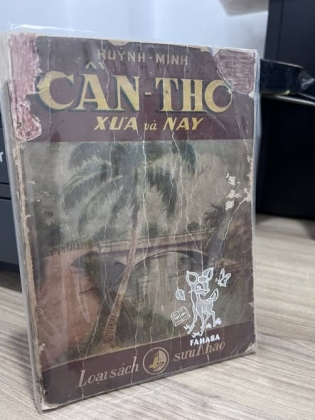 HUỲNH-MINH
CẦN-THƠ
XƯA và NAY
FAHASA
Loại sách sưu khảo